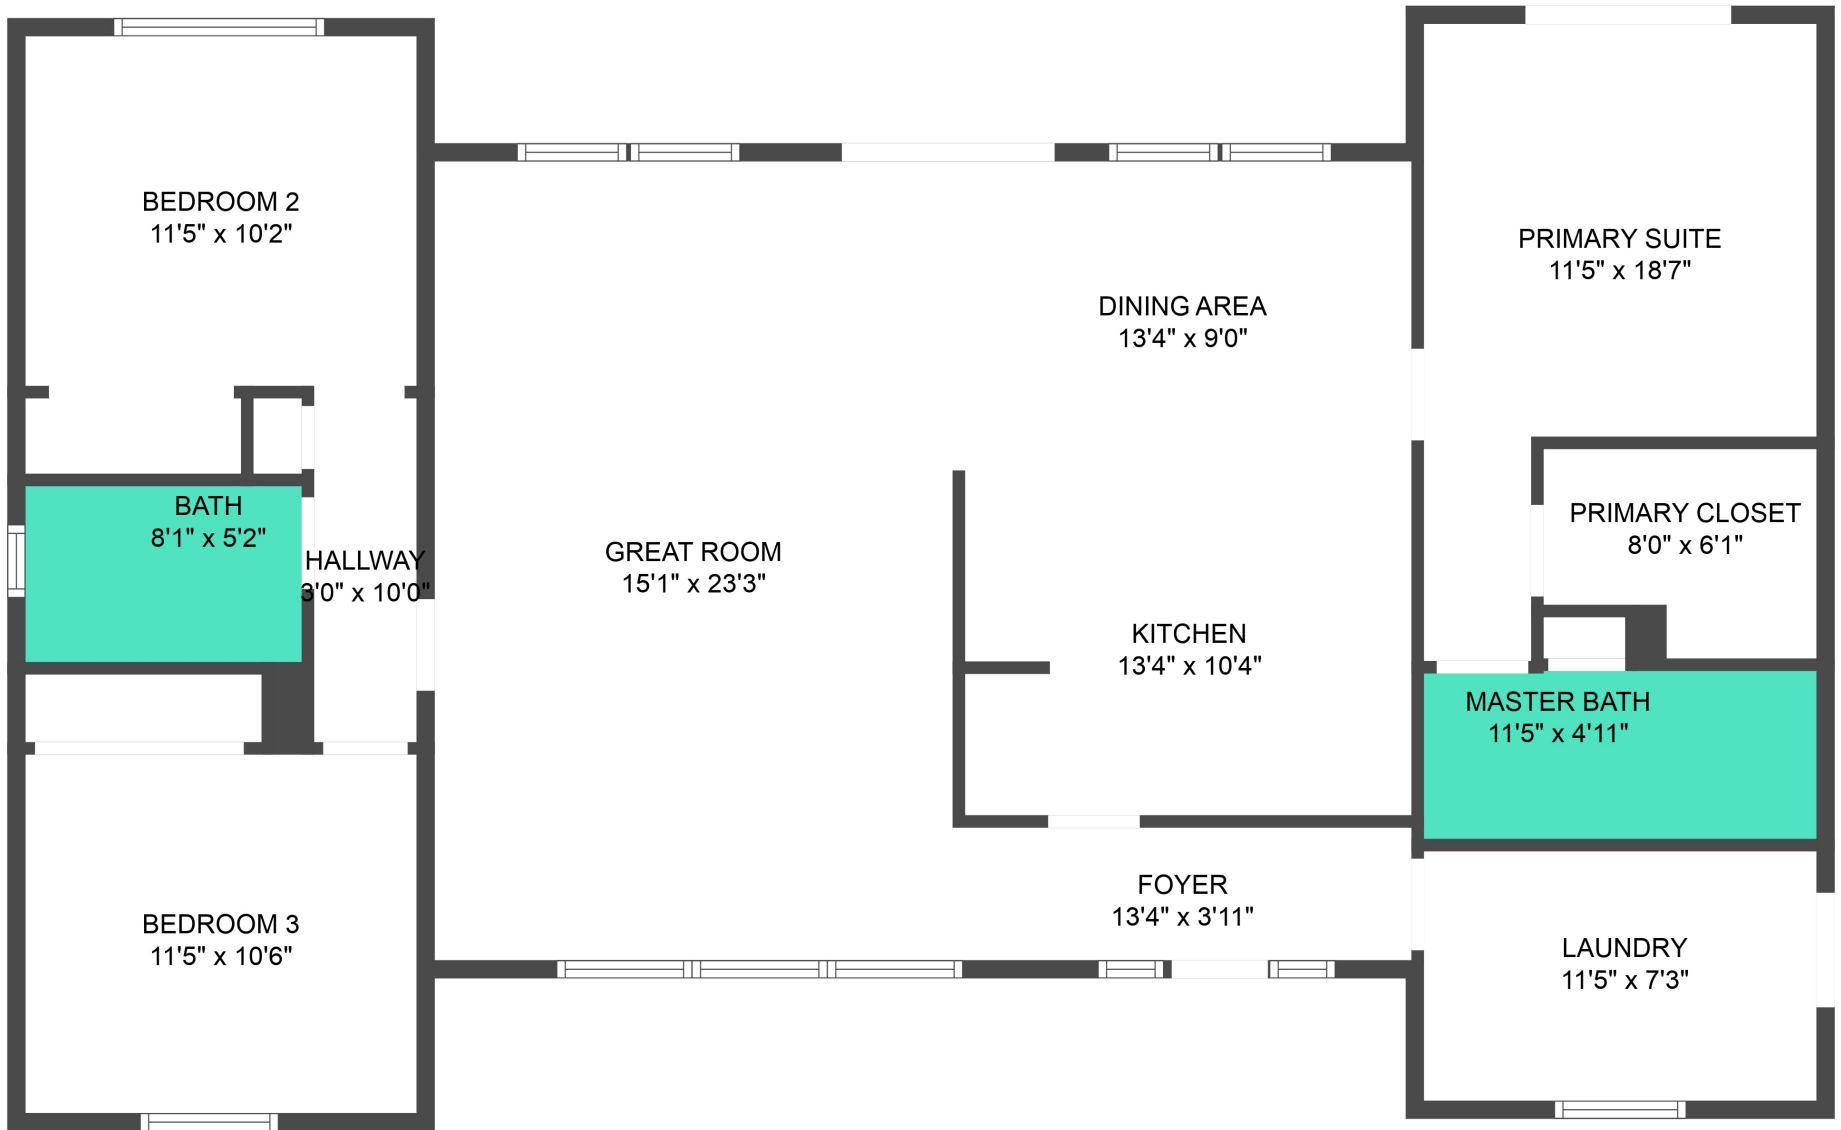 BEDROOM 2
11'5" x 10'2"
PRIMARY SUITE
11'5" x 18'7"
DINING AREA
13'4" x 9'0"
BATH
8'1" x 5'2"
HALLWAY
3'0" x 10'0"
GREAT ROOM
15'1" x 23'3"
PRIMARY CLOSET
8'0" x 6'1"
KITCHEN
13'4" x 10'4"
MASTER BATH
11'5" x 4'11"
FOYER
13'4" x 3'11"
BEDROOM 3
11'5" x 10'6"
LAUNDRY
11'5" x 7'3"